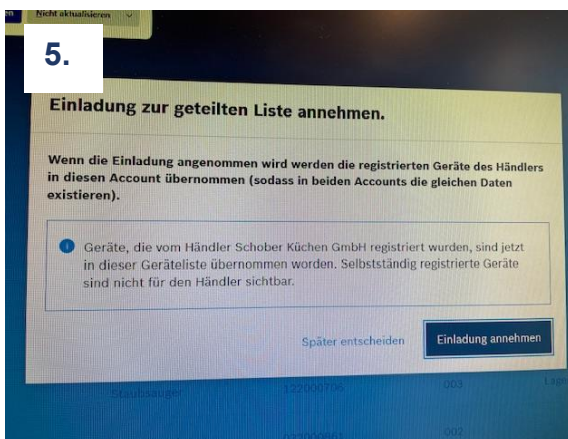 en Nicht aktualisieren
5.
Einladung zur geteilten Liste annehmen.
Wenn die Einladung angenommen wird werden die registrierten Geräte des Händlers
in diesen Account übernommen (sodass in beiden Accounts die gleichen Daten
existieren).
Geräte, die vom Händler Schober Küchen GmbH registriert wurden, sind jetzt
in dieser Geräteliste übernommen worden. Selbstständig registrierte Geräte
sind nicht für den Händler sichtbar.
Später entscheiden Einladung annehmen
Staubsauger 122000706 003
002